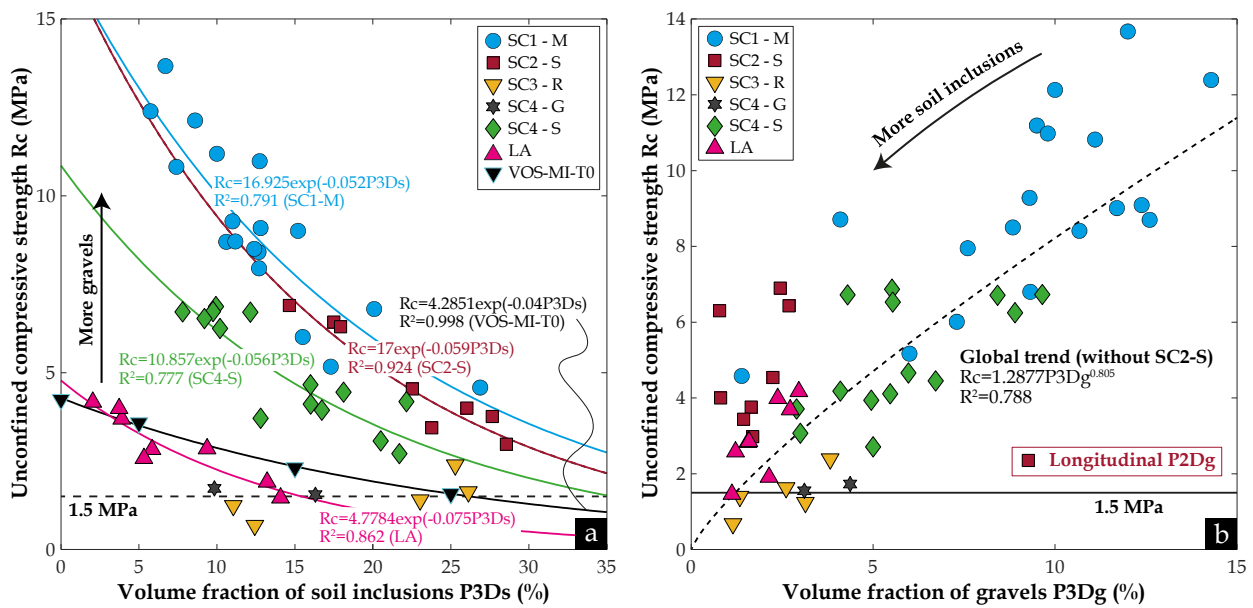 15
10
5
0
Unconfined compressive strength Rc (MPa)
SC1 - M
SC2 - S
SC3 - R
SC4 - G
SC4 - S
LA
VOS-MI-T0
Rc=16.925exp(-0.052P3Ds)
R²=0.791 (SC1-M)
More gravels
Rc=4.2851exp(-0.04P3Ds)
R²=0.998 (VOS-MI-T0)
Rc=10.857exp(-0.056P3Ds)
R²=0.777 (SC4-S)
Rc=17exp(-0.059P3Ds)
R²=0.924 (SC2-S)
1.5 MPa
Rc=4.7784exp(-0.075P3Ds)
R²=0.862 (LA)
a
0 5 10 15 20 25 30 35
Volume fraction of soil inclusions P3Ds (%)
14
12
10
8
6
4
2
0
Unconfined compressive strength Rc (MPa)
SC1 - M
SC2 - S
SC3 - R
SC4 - G
SC4 - S
LA
More soil inclusions
Global trend (without SC2-S)
Rc=1.2877P3Dg^0.805
R²=0.788
Longitudinal P2Dg
1.5 MPa
b
0 5 10 15
Volume fraction of gravels P3Dg (%)